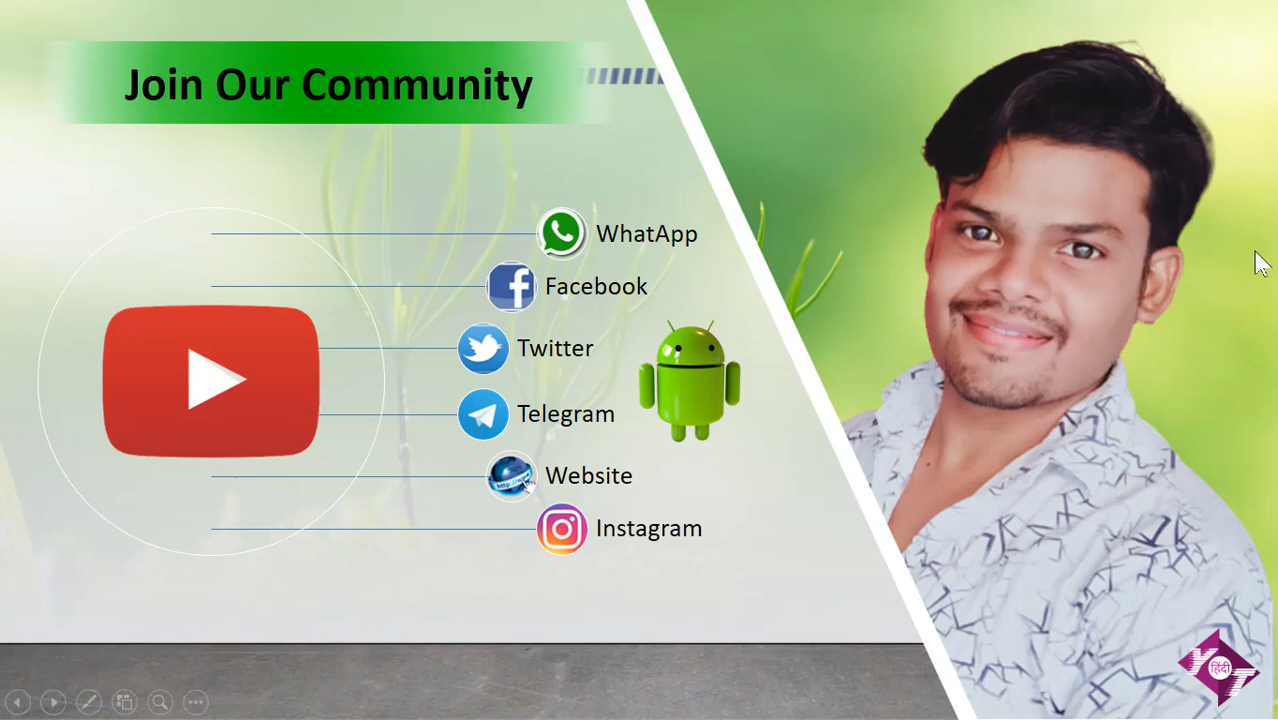 Join Our Community
WhatApp
Facebook
Twitter
Telegram
Website
Instagram
Y हिंदी T